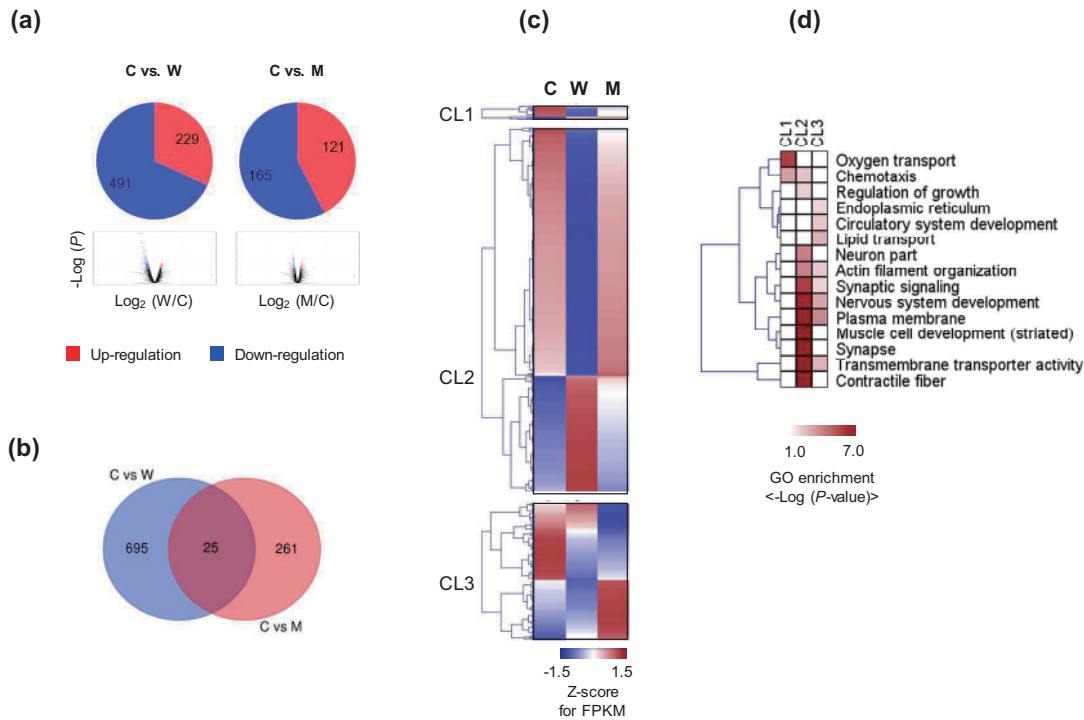 (a)
C vs. W
C vs. M
229
491
121
165
-Log (P)
Log2 (W/C)
Log2 (M/C)
Up-regulation
Down-regulation
(b)
C vs W
695
25
261
C vs M
(c)
C W M
CL1
CL2
CL3
-1.5 1.5
Z-score
for FPKM
(d)
CL1
CL2
CL3
Oxygen transport
Chemotaxis
Regulation of growth
Endoplasmic reticulum
Circulatory system development
Lipid transport
Neuron part
Actin filament organization
Synaptic signaling
Nervous system development
Plasma membrane
Muscle cell development (striated)
Synapse
Transmembrane transporter activity
Contractile fiber
1.0 7.0
GO enrichment
<-Log (P-value)>